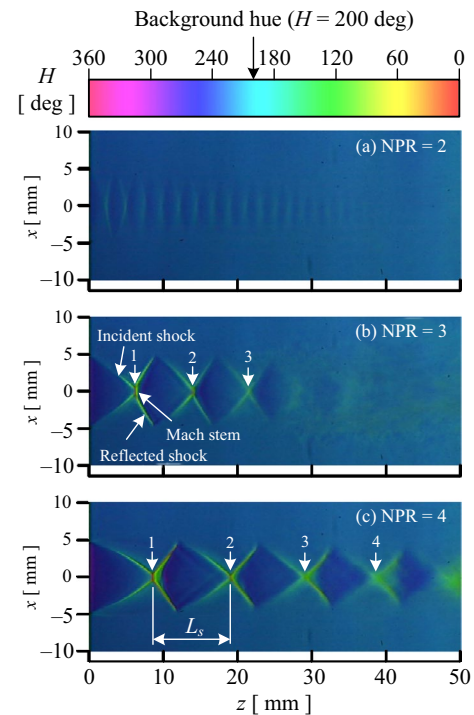 Background hue (H = 200 deg)
H
[ deg]
360 300 240 180 120 60 0
(a) NPR = 2
x [ mm]
10
5
0
−5
−10
(b) NPR = 3
Incident shock
1 2 3
Mach stem
Reflected shock
x [ mm]
10
5
0
−5
−10
(c) NPR = 4
1 2 3 4
Ls
x [ mm]
10
5
0
−5
−10
0 10 20 30 40 50
z [ mm]